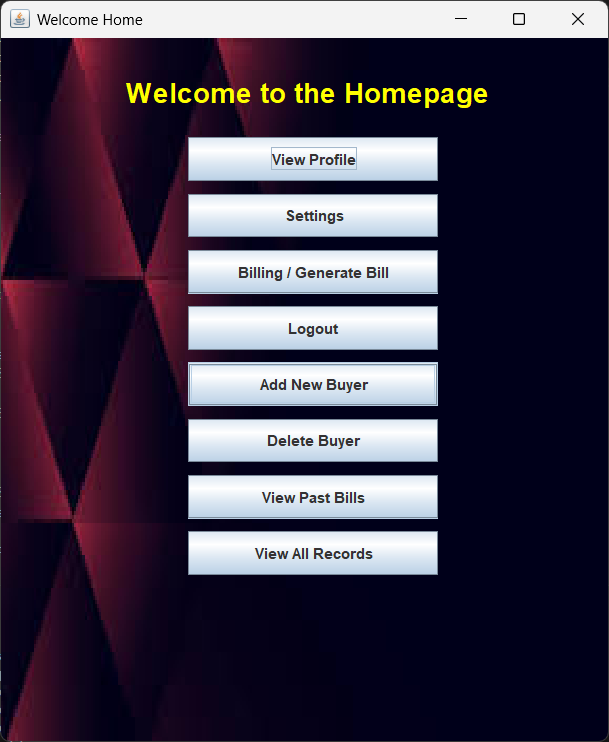 Welcome Home
Welcome to the Homepage
View Profile
Settings
Billing / Generate Bill
Logout
Add New Buyer
Delete Buyer
View Past Bills
View All Records